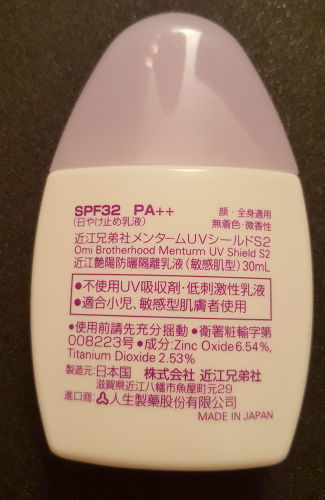 SPF32 PA++ 顔・全身適用
(日やけ止め乳液) 無着色・微香性
近江兄弟社メンタームUVシールドS2
Omi Brotherhood Menturm UV Shield S2
近江艷陽防曬隔離乳液(敏感肌型)30mL
●不使用UV吸收剤·低刺激性乳液
●適合小児、敏感型肌膚者使用
●使用前請先充分搖動●衛署粧輸字第
008223号●成分:Zinc Oxide6.54%,
Titanium Dioxide 2.53%
製造元:日本国 株式会社 近江兄弟社
滋賀県近江八幡市魚屋町元29
進口商:人生製藥股份有限公司
MADE IN JAPAN